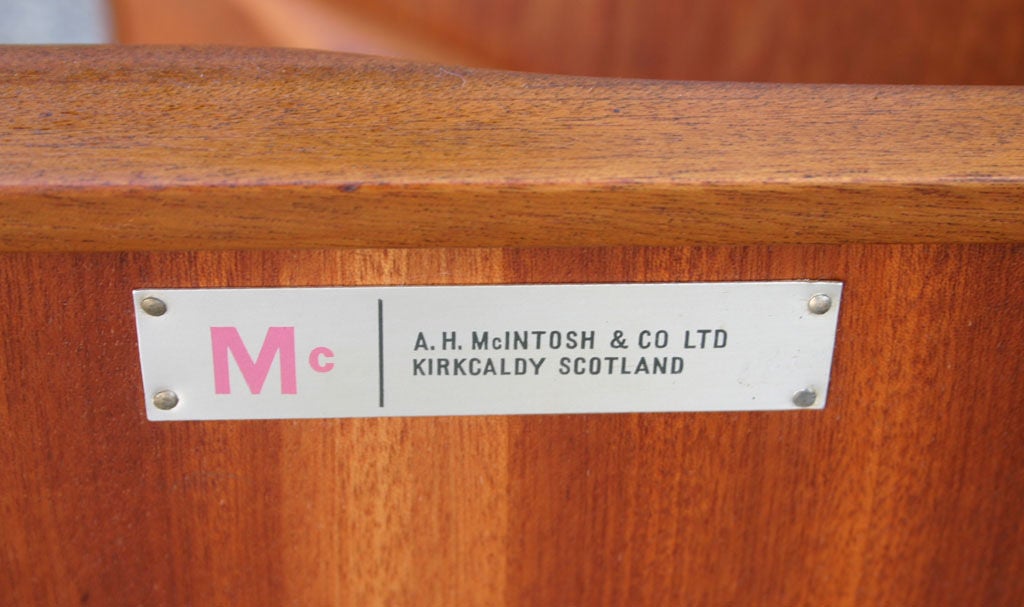 Mc
A. H. McINTOSH & CO LTD
KIRKCALDY SCOTLAND